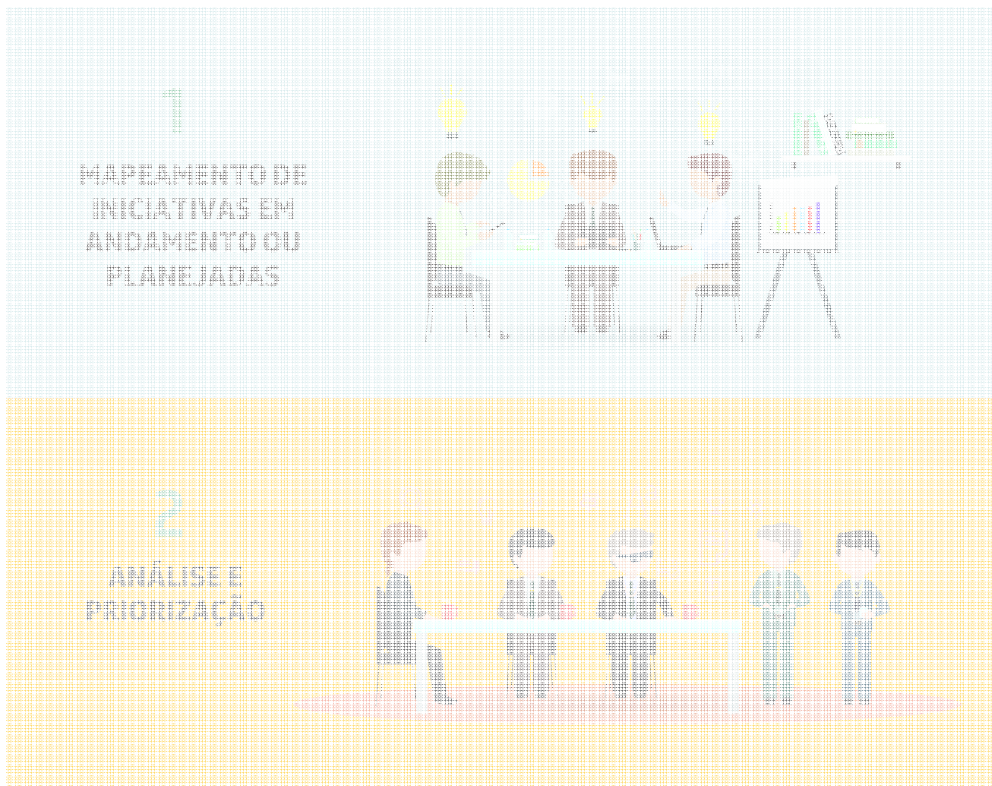 1
MAPEAMENTO DE
INICIATIVAS EM
ANDAMENTO OU
PLANEJADAS
2
ANÁLISE E
PRIORIZAÇÃO